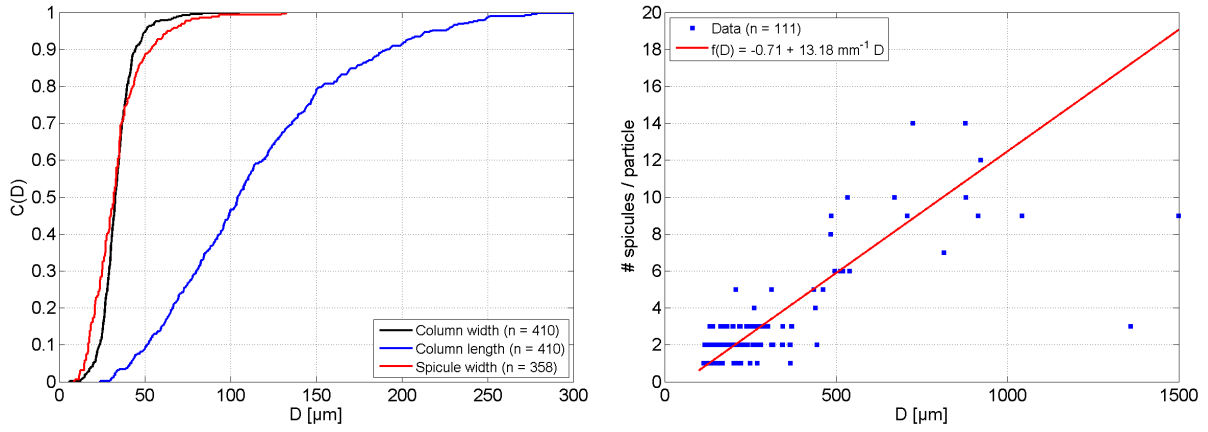 1
0.9
0.8
0.7
0.6
0.5
0.4
0.3
0.2
0.1
0
C(D)
Column width (n = 410)
Column length (n = 410)
Spicule width (n = 358)
0 50 100 150 200 250 300
D [µm]
20
18
16
14
12
10
8
6
4
2
0
# spicules / particle
Data (n = 111)
f(D) = -0.71 + 13.18 mm⁻¹ D
0 500 1000 1500
D [µm]